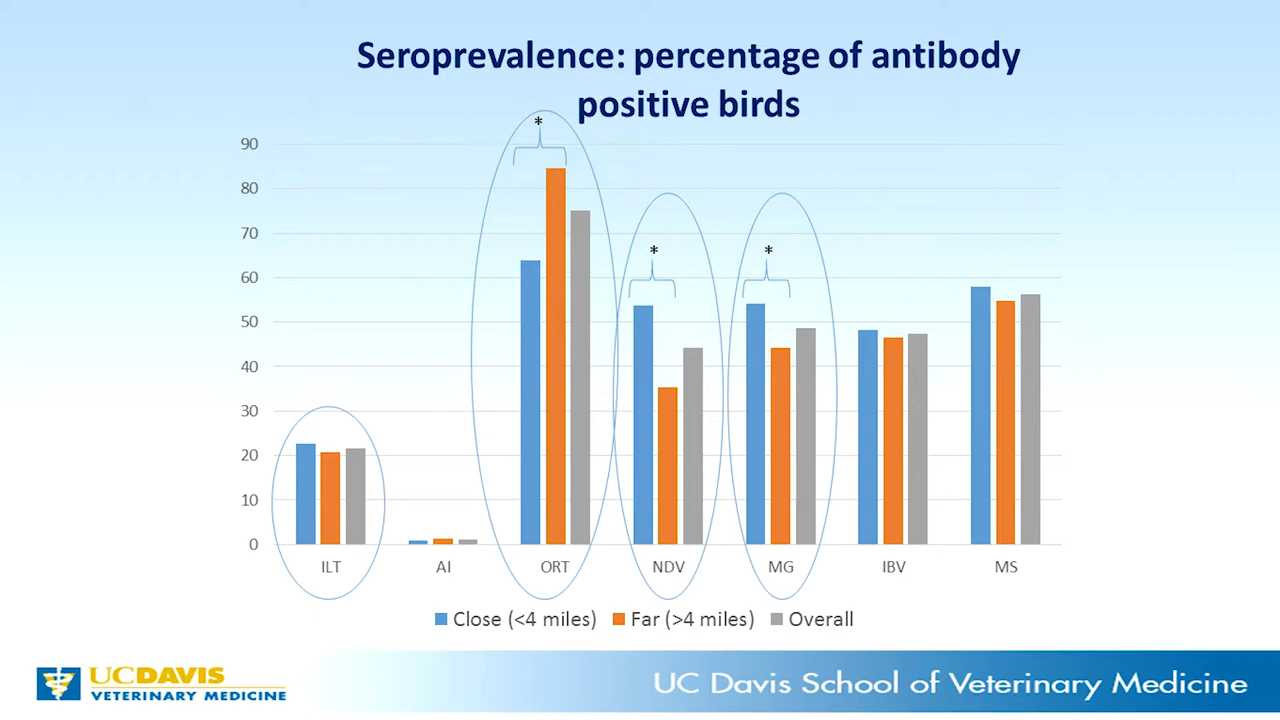 Seroprevalence: percentage of antibody
positive birds
*
*
*
90
80
70
60
50
40
30
20
10
0
ILT AI ORT NDV MG IBV MS
Close (<4 miles) Far (>4 miles) Overall
UCDAVIS
VETERINARY MEDICINE
UC Davis School of Veterinary Medicine